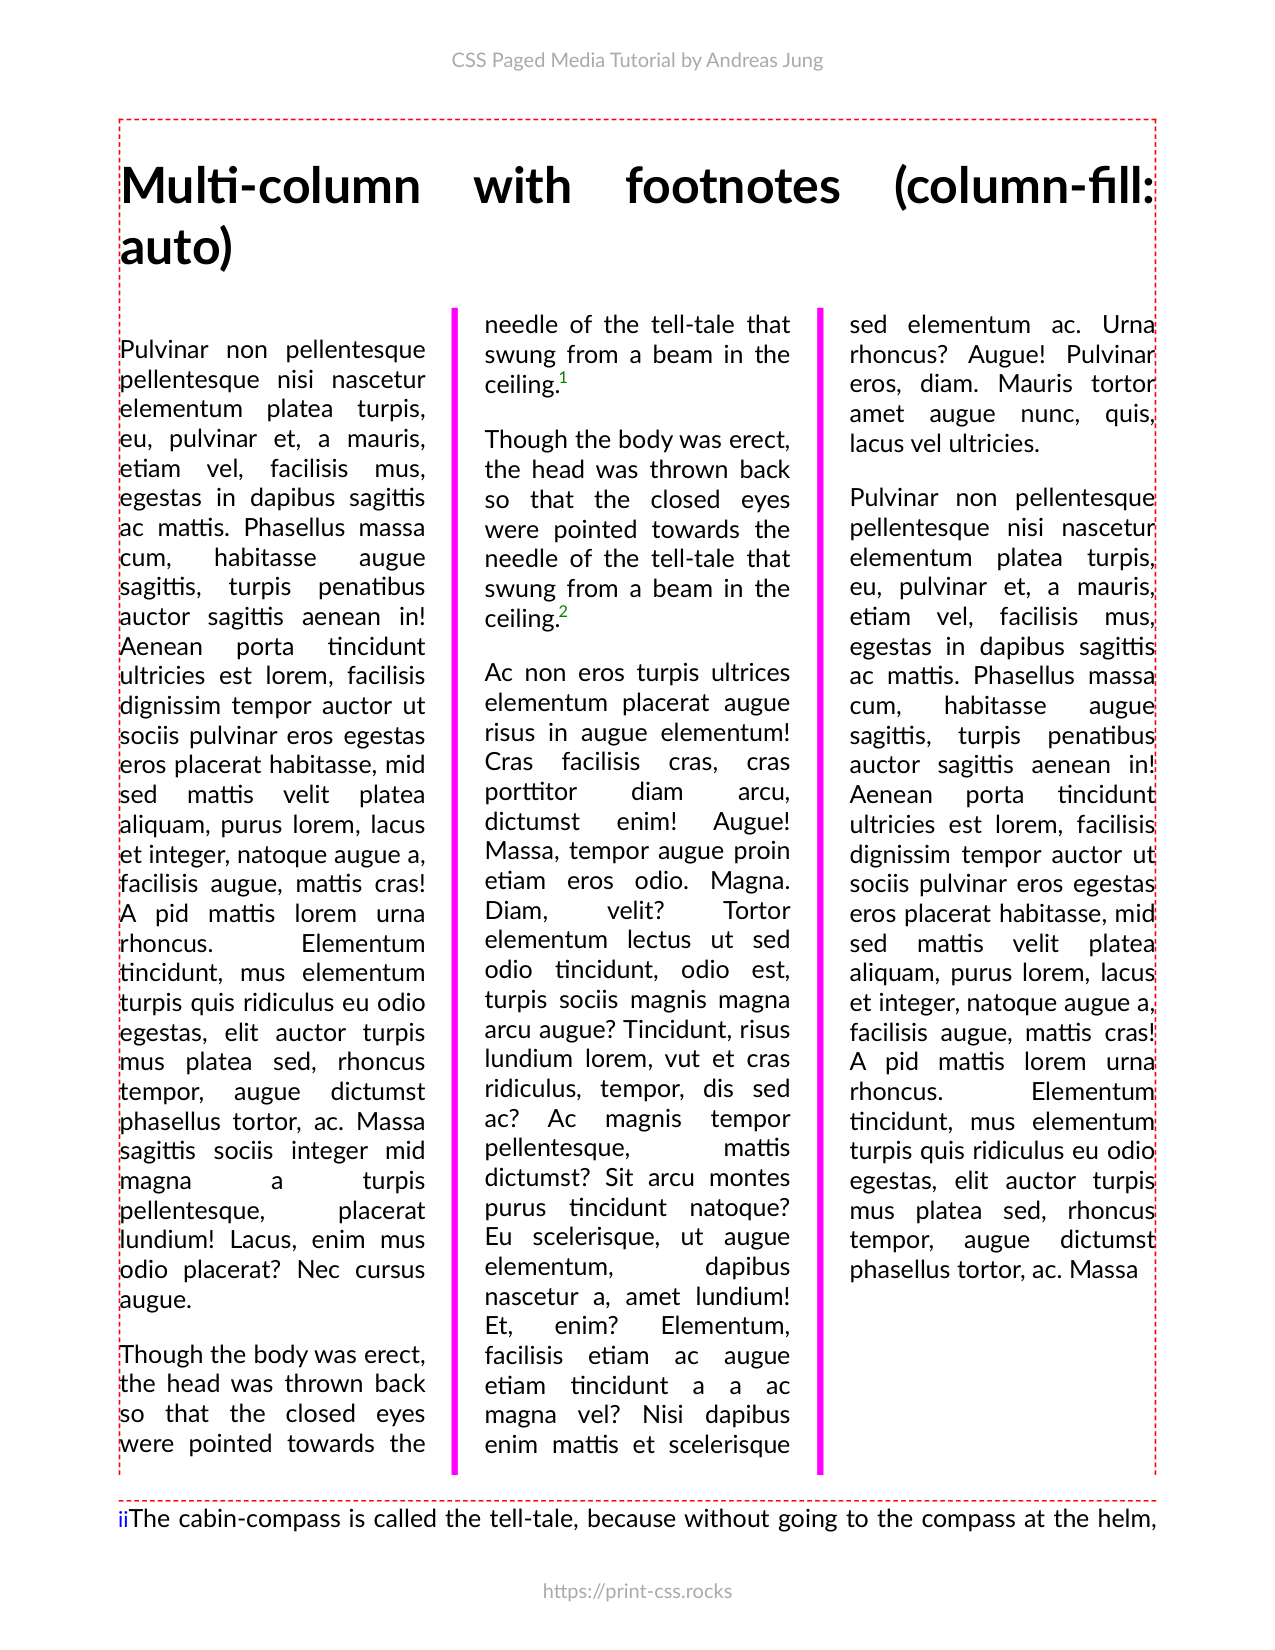 CSS Paged Media Tutorial by Andreas Jung
Multi-column with footnotes (column-fill:
auto)
Pulvinar non pellentesque
pellentesque nisi nascetur
elementum platea turpis,
eu, pulvinar et, a mauris,
etiam vel, facilisis mus,
egestas in dapibus sagittis
ac mattis. Phasellus massa
cum, habitasse augue
sagittis, turpis penatibus
auctor sagittis aenean in!
Aenean porta tincidunt
ultricies est lorem, facilisis
dignissim tempor auctor ut
sociis pulvinar eros egestas
eros placerat habitasse, mid
sed mattis velit platea
aliquam, purus lorem, lacus
et integer, natoque augue a,
facilisis augue, mattis cras!
A pid mattis lorem urna
rhoncus. Elementum
tincidunt, mus elementum
turpis quis ridiculus eu odio
egestas, elit auctor turpis
mus platea sed, rhoncus
tempor, augue dictumst
phasellus tortor, ac. Massa
sagittis sociis integer mid
magna a turpis
pellentesque, placerat
lundium! Lacus, enim mus
odio placerat? Nec cursus
augue.
Though the body was erect,
the head was thrown back
so that the closed eyes
were pointed towards the
needle of the tell-tale that
swung from a beam in the
ceiling.1
Though the body was erect,
the head was thrown back
so that the closed eyes
were pointed towards the
needle of the tell-tale that
swung from a beam in the
ceiling.2
Ac non eros turpis ultrices
elementum placerat augue
risus in augue elementum!
Cras facilisis cras, cras
porttitor diam arcu,
dictumst enim! Augue!
Massa, tempor augue proin
etiam eros odio. Magna.
Diam, velit? Tortor
elementum lectus ut sed
odio tincidunt, odio est,
turpis sociis magnis magna
arcu augue? Tincidunt, risus
lundium lorem, vut et cras
ridiculus, tempor, dis sed
ac? Ac magnis tempor
pellentesque, mattis
dictumst? Sit arcu montes
purus tincidunt natoque?
Eu scelerisque, ut augue
elementum, dapibus
nascetur a, amet lundium!
Et, enim? Elementum,
facilisis etiam ac augue
etiam tincidunt a a ac
magna vel? Nisi dapibus
enim mattis et scelerisque
sed elementum ac. Urna
rhoncus? Augue! Pulvinar
eros, diam. Mauris tortor
amet augue nunc, quis,
lacus vel ultricies.
Pulvinar non pellentesque
pellentesque nisi nascetur
elementum platea turpis,
eu, pulvinar et, a mauris,
etiam vel, facilisis mus,
egestas in dapibus sagittis
ac mattis. Phasellus massa
cum, habitasse augue
sagittis, turpis penatibus
auctor sagittis aenean in!
Aenean porta tincidunt
ultricies est lorem, facilisis
dignissim tempor auctor ut
sociis pulvinar eros egestas
eros placerat habitasse, mid
sed mattis velit platea
aliquam, purus lorem, lacus
et integer, natoque augue a,
facilisis augue, mattis cras!
A pid mattis lorem urna
rhoncus. Elementum
tincidunt, mus elementum
turpis quis ridiculus eu odio
egestas, elit auctor turpis
mus platea sed, rhoncus
tempor, augue dictumst
phasellus tortor, ac. Massa
iiThe cabin-compass is called the tell-tale, because without going to the compass at the helm,
https://print-css.rocks